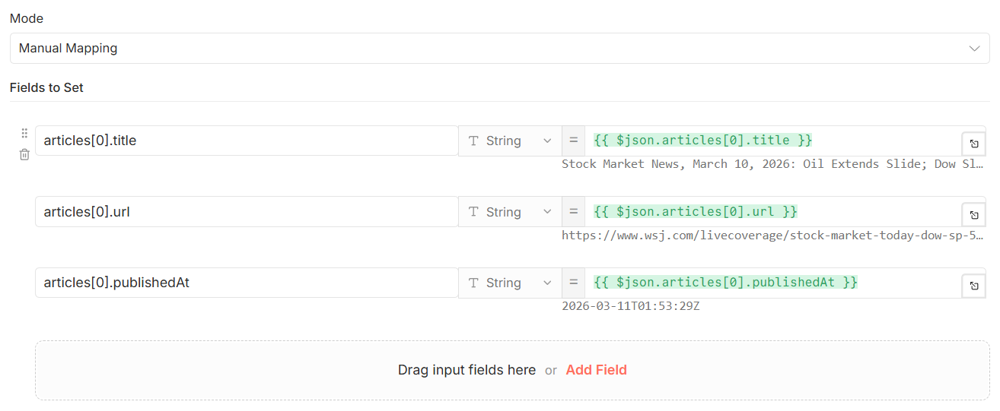 Mode
Manual Mapping
Fields to Set
articles[0].title String = {{ $json.articles[0].title }}
Stock Market News, March 10, 2026: Oil Extends Slide; Dow Sl…
articles[0].url String = {{ $json.articles[0].url }}
https://www.wsj.com/livecoverage/stock-market-today-dow-sp-5…
articles[0].publishedAt String = {{ $json.articles[0].publishedAt }}
2026-03-11T01:53:29Z
Drag input fields here or Add Field